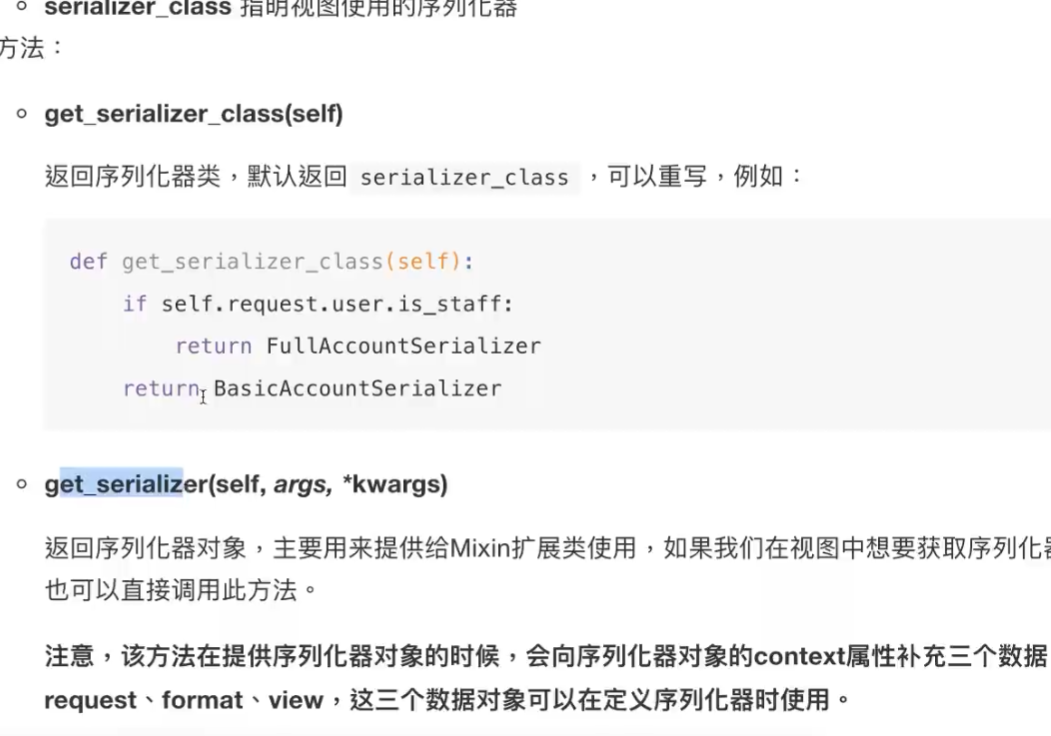 serializer_class 指明视图使用的序列化器
方法：
get_serializer_class(self)
返回序列化器类，默认返回 serializer_class ，可以重写，例如：
def get_serializer_class(self):
if self.request.user.is_staff:
return FullAccountSerializer
return BasicAccountSerializer
get_serializer(self, args, *kwargs)
返回序列化器对象，主要用来提供给Mixin扩展类使用，如果我们在视图中想要获取序列化器
也可以直接调用此方法。
注意，该方法在提供序列化器对象的时候，会向序列化器对象的context属性补充三个数据
request、format、view，这三个数据对象可以在定义序列化器时使用。